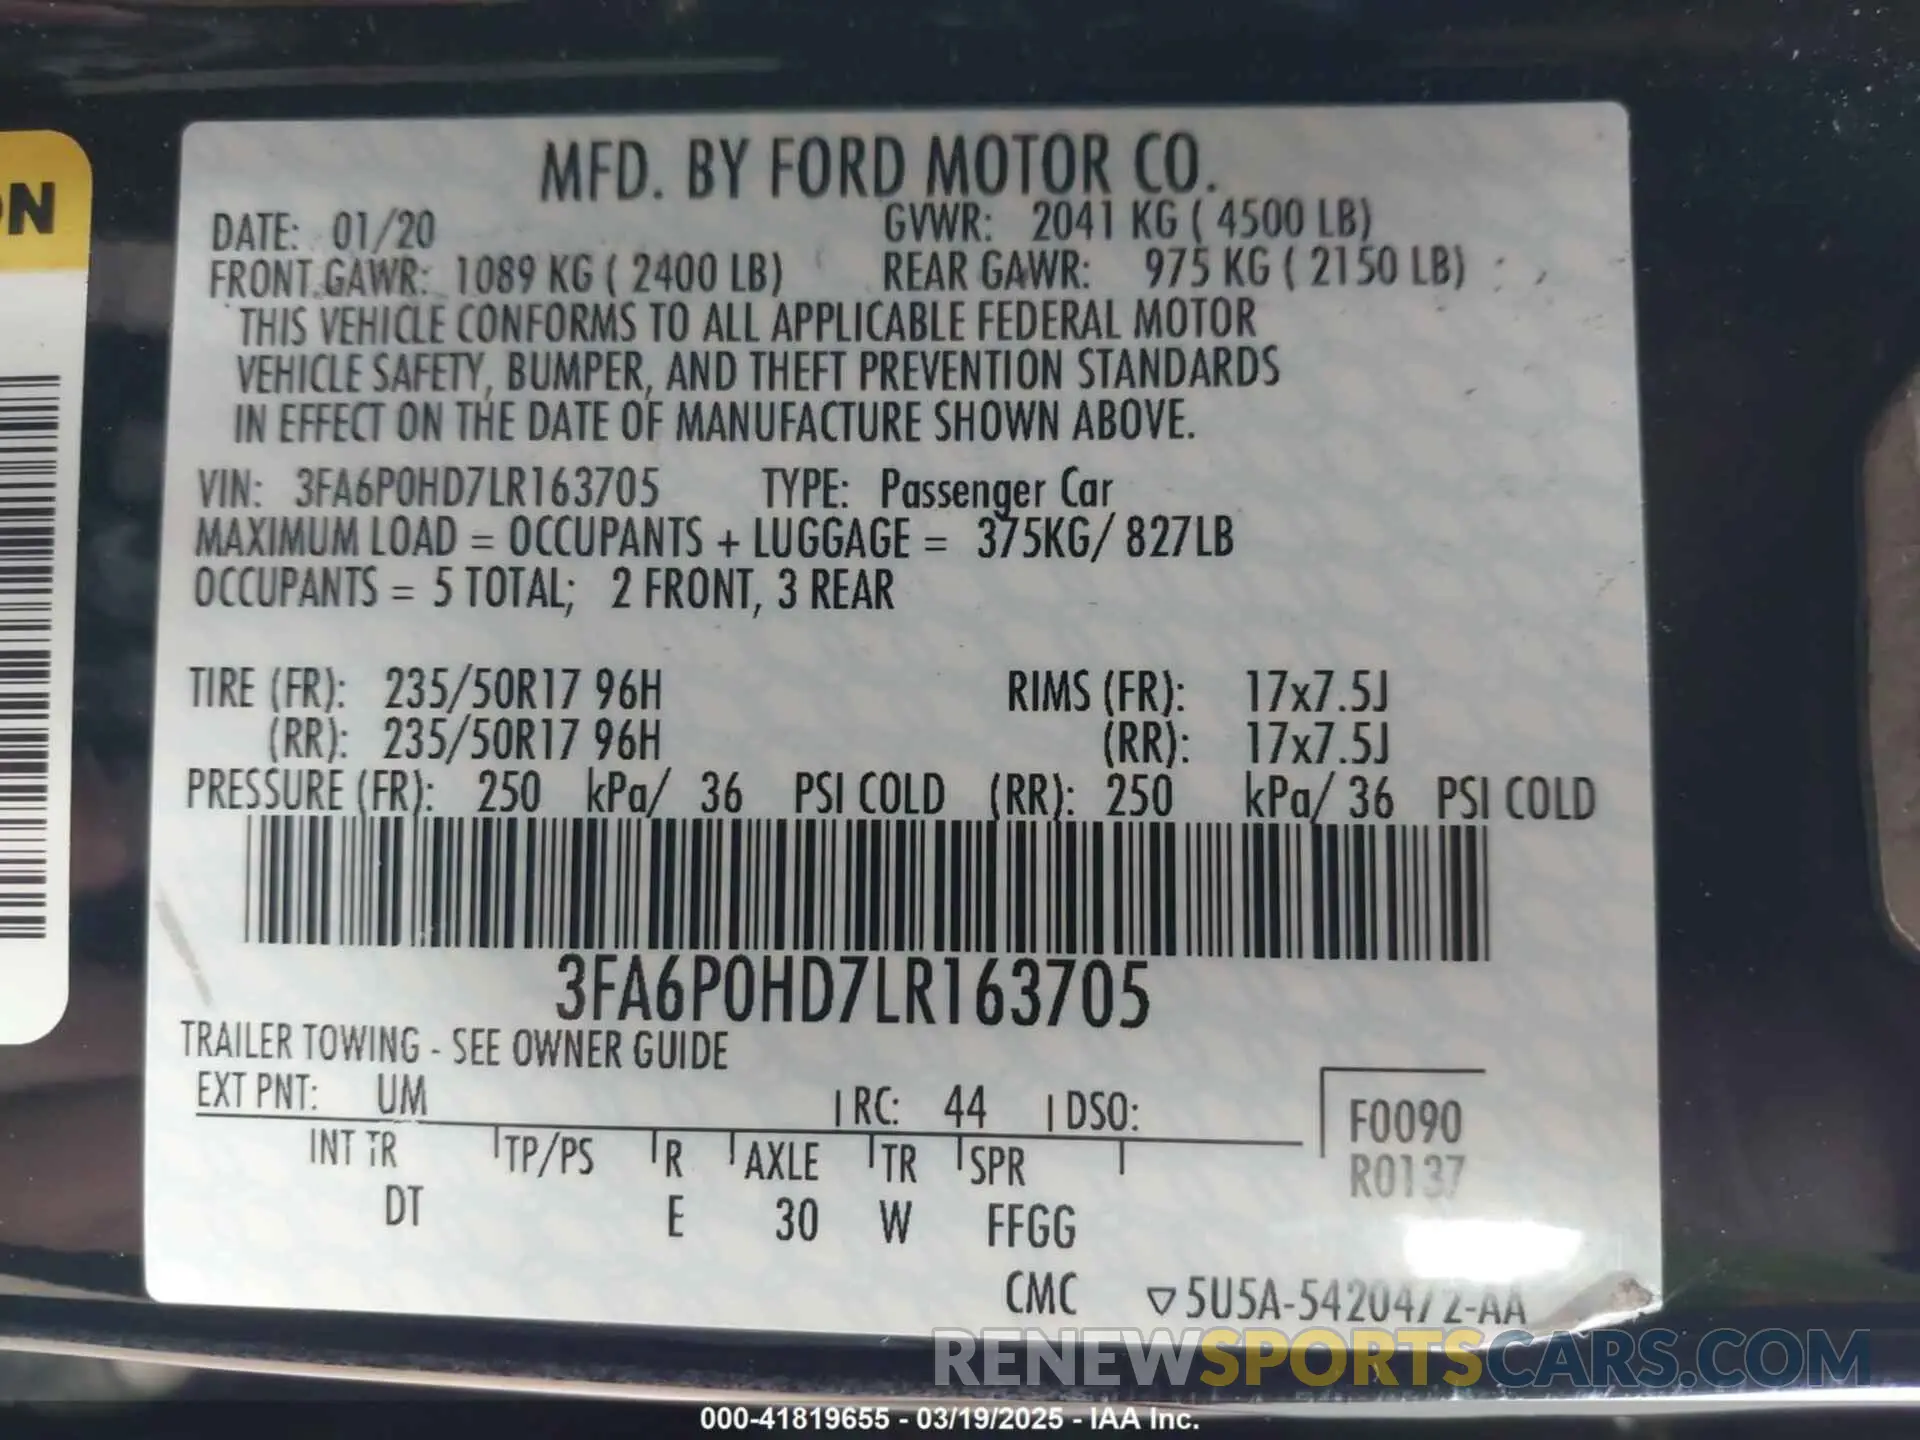 ON
MFD. BY FORD MOTOR CO.
DATE: 01/20 GVWR: 2041 KG ( 4500 LB)
FRONT GAWR: 1089 KG ( 2400 LB) REAR GAWR: 975 KG ( 2150 LB)
THIS VEHICLE CONFORMS TO ALL APPLICABLE FEDERAL MOTOR
VEHICLE SAFETY, BUMPER, AND THEFT PREVENTION STANDARDS
IN EFFECT ON THE DATE OF MANUFACTURE SHOWN ABOVE.
VIN: 3FA6P0HD7LR163705 TYPE: Passenger Car
MAXIMUM LOAD = OCCUPANTS + LUGGAGE = 375KG/ 827LB
OCCUPANTS = 5 TOTAL; 2 FRONT, 3 REAR
TIRE (FR): 235/50R17 96H RIMS (FR): 17x7.5J
(RR): 235/50R17 96H (RR): 17x7.5J
PRESSURE (FR): 250 kPa/ 36 PSI COLD (RR): 250 kPa/ 36 PSI COLD
3FA6P0HD7LR163705
TRAILER TOWING - SEE OWNER GUIDE
EXT PNT: UM RC: 44 DSO: F0090
INT TR TP/PS R AXLE TR SPR R0137
DT E 30 W FFGG
CMC ▽5U5A-5420472-AA
RENEWSPORTSCARS.COM
000-41819655 - 03/19/2025 - IAA Inc.